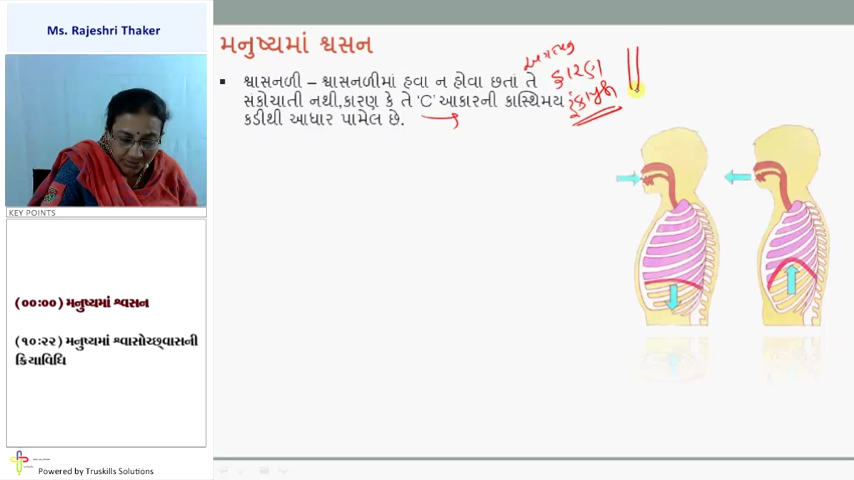 Ms. Rajeshri Thaker
મનુષ્યમાં શ્વસન
શ્વાસનળી – શ્વાસનળીમાં હવા ન હોવા છતાં તે
સંકોચાતી નથી,કારણ કે તે ‘C’ આકારની કાસ્થિમય
કડીથી આધાર પામેલ છે.
કારણ
KEY POINTS
(૦૦:૦૦) મનુષ્યમાં શ્વસન
(૧૦:૨૨) મનુષ્યમાં શ્વાસોચ્છ્વાસની
ક્રિયાવિધિ
Powered by Truskills Solutions